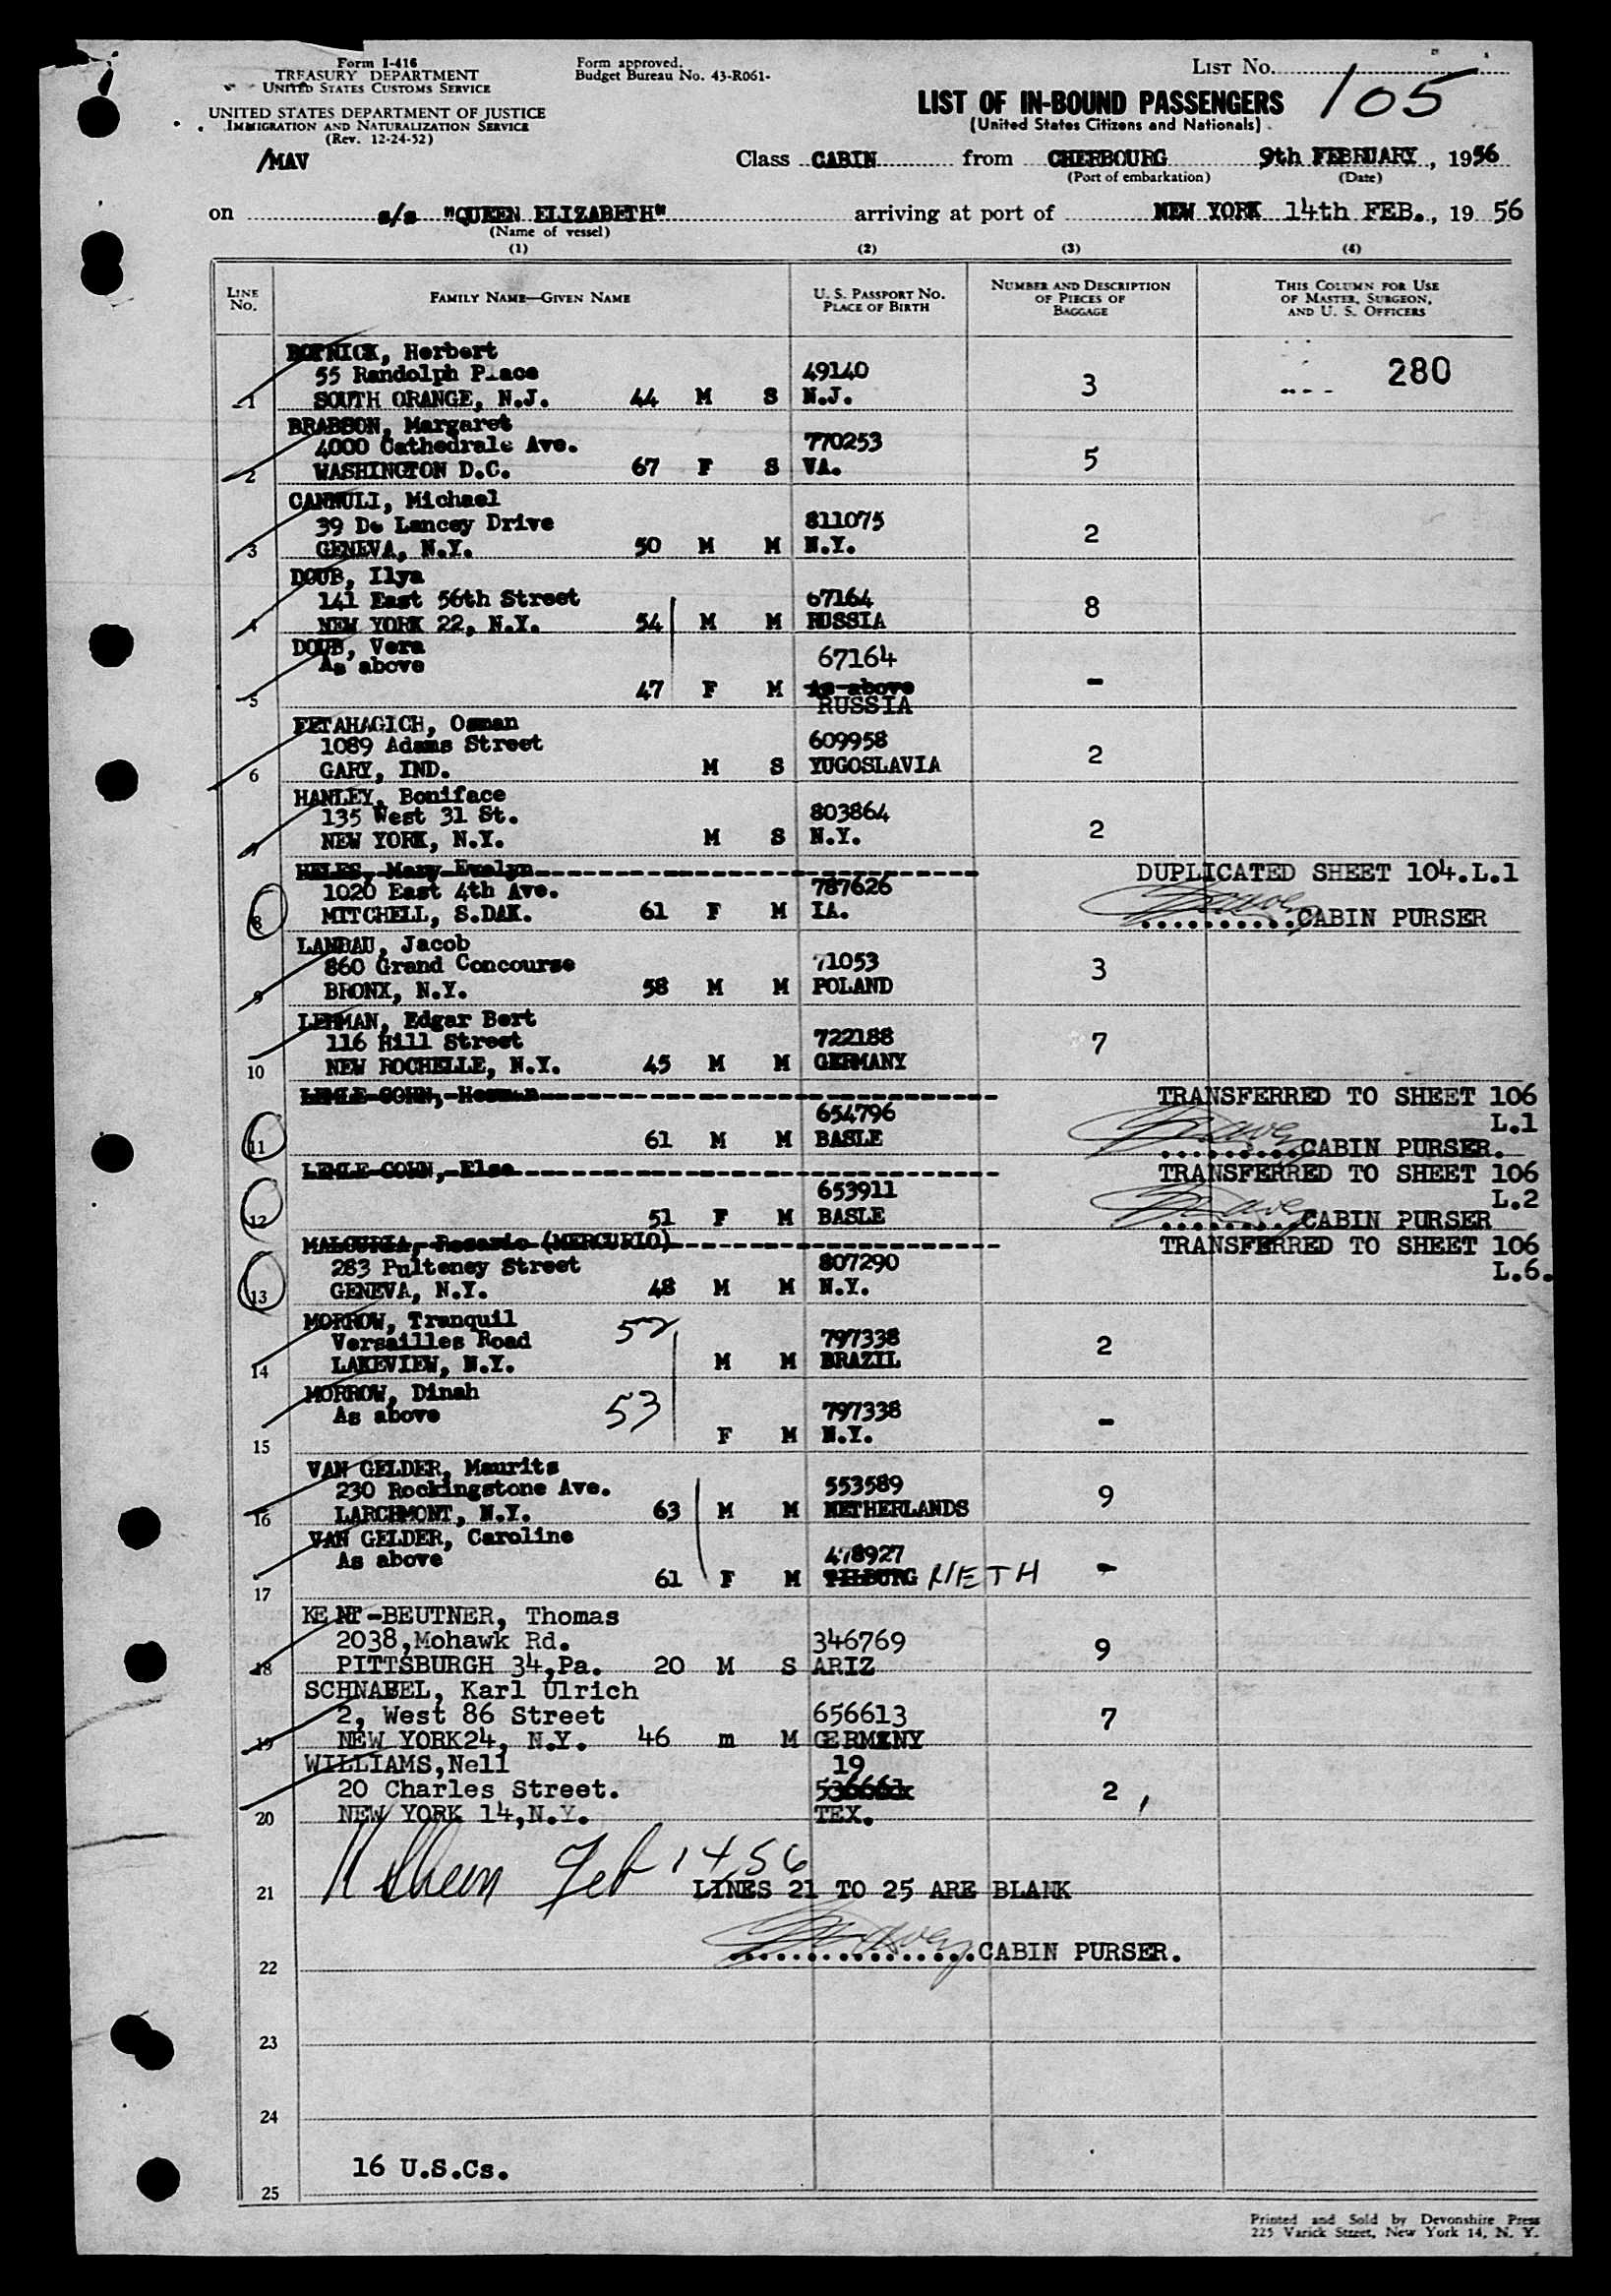 Form I-416
TREASURY DEPARTMENT
UNITED STATES CUSTOMS SERVICE
UNITED STATES DEPARTMENT OF JUSTICE
IMMIGRATION AND NATURALIZATION SERVICE
(Rev. 12-24-52)
/MAV
Form approved.
Budget Bureau No. 43-R061-
LIST No. 105
LIST OF IN-BOUND PASSENGERS
(United States Citizens and Nationals)
Class CABIN from CHERBOURG 9th FEBRUARY, 1956
(Port of embarkation) (Date)
on s/s "QUEEN ELIZABETH" arriving at port of NEW YORK 14th FEB., 19 56
(Name of vessel)
(1) (2) (3) (4)
LINE No. FAMILY NAME—GIVEN NAME U. S. PASSPORT NO. PLACE OF BIRTH NUMBER AND DESCRIPTION OF PIECES OF BAGGAGE THIS COLUMN FOR USE OF MASTER, SURGEON, AND U. S. OFFICERS
BOTNICK, Herbert
55 Randolph Place 49140 3 280
1 SOUTH ORANGE, N.J. 44 M S N.J.
BRABSON, Margaret
4000 Cathedrale Ave. 770253 5
2 WASHINGTON D.C. 67 F S VA.
CANNULI, Michael
39 De Lancey Drive 811075 2
3 GENEVA, N.Y. 50 M M N.Y.
DOUB, Ilya
141 East 56th Street 67164 8
4 NEW YORK 22, N.Y. 54 M M RUSSIA
DOUB, Vera
As above 67164
5 47 F M As above -
RUSSIA
FETAHAGICH, Osman
1089 Adams Street 609958 2
6 GARY, IND. M S YUGOSLAVIA
HANLEY, Boniface
135 West 31 St. 803864 2
7 NEW YORK, N.Y. M S N.Y.
HELES, Mary Evelyn DUPLICATED SHEET 104.L.1
1020 East 4th Ave. 787626
8 MITCHELL, S.DAK. 61 F M IA. CABIN PURSER
LANDAU, Jacob
860 Grand Concourse 71053 3
9 BRONX, N.Y. 58 M M POLAND
LEHMAN, Edgar Bert
116 Hill Street 722188 7
10 NEW ROCHELLE, N.Y. 45 M M GERMANY
LEMLE-COHN, Herman TRANSFERRED TO SHEET 106
654796 L.1
11 61 M M BASLE CABIN PURSER.
LEMLE-COHN, Else TRANSFERRED TO SHEET 106
653911 L.2
12 51 F M BASLE CABIN PURSER
MALCURIA, Rosario (MERCURIO) TRANSFERRED TO SHEET 106
283 Pulteney Street 807290 L.6.
13 GENEVA, N.Y. 48 M M N.Y.
MORROW, Tranquil 52
Versailles Road 797338 2
14 LAKEVIEW, N.Y. M M BRAZIL
MORROW, Dinah 53
As above 797338 -
15 F M N.Y.
VAN GELDER, Maurits
230 Rockingstone Ave. 553589 9
16 LARCHMONT, N.Y. 63 M M NETHERLANDS
VAN GELDER, Caroline
As above 478927 -
17 61 F M TILBURG NETH
KENT-BEUTNER, Thomas
2038,Mohawk Rd. 346769 9
18 PITTSBURGH 34,Pa. 20 M S ARIZ
SCHNABEL, Karl Ulrich
2, West 86 Street 656613 7
19 NEW YORK24, N.Y. 46 m M GERMANY
WILLIAMS,Nell 19
20 Charles Street. 2
20 NEW YORK 14,N.Y. TEX.
Feb 14 56
21 LINES 21 TO 25 ARE BLANK
CABIN PURSER.
22
23
24
16 U.S.Cs.
25
Printed and Sold by Devonshire Press
225 Varick Street, New York 14, N. Y.